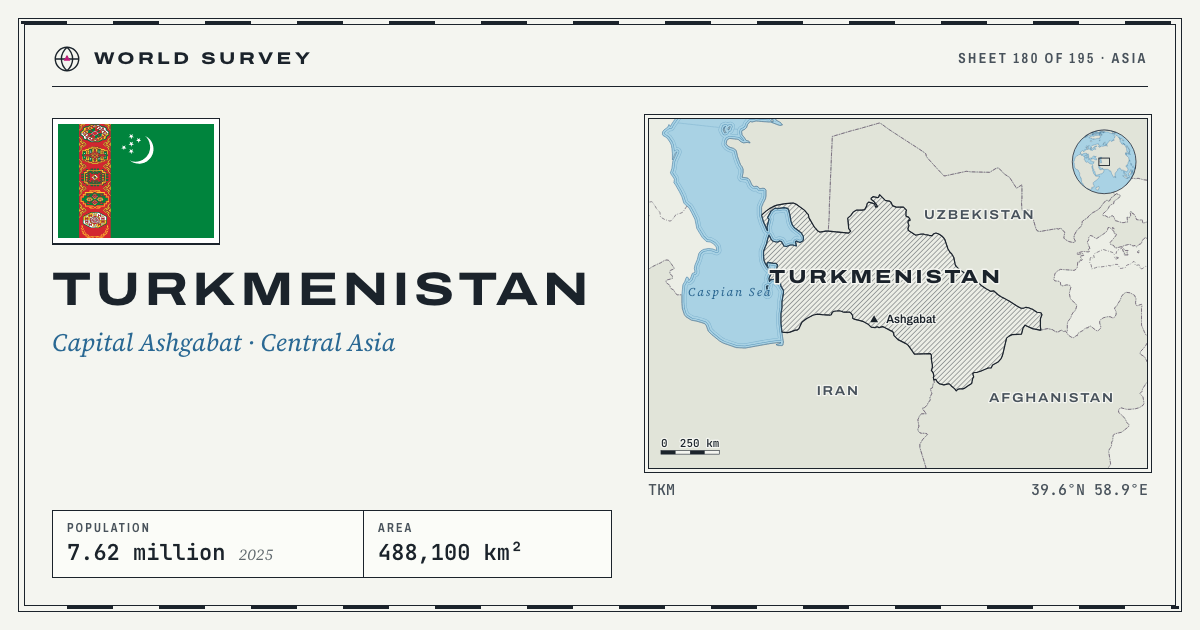 WORLD SURVEY
SHEET 180 OF 195 · ASIA
TURKMENISTAN
Capital Ashgabat · Central Asia
UZBEKISTAN
TURKMENISTAN
Caspian Sea
Ashgabat
IRAN
AFGHANISTAN
0 250 km
TKM
39.6°N 58.9°E
POPULATION
7.62 million 2025
AREA
488,100 km²